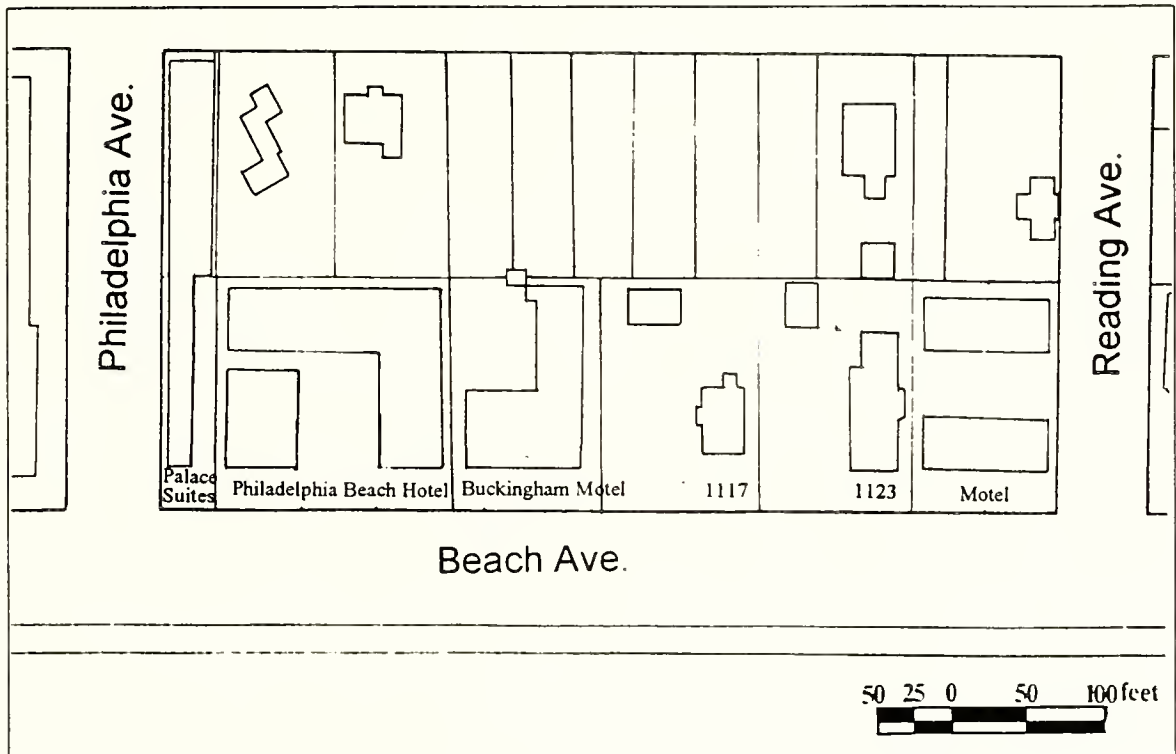 Philadelphia Ave.
Reading Ave.
Palace
Suites
Philadelphia Beach Hotel
Buckingham Motel
1117
1123
Motel
Beach Ave.
50 25 0 50 100 feet